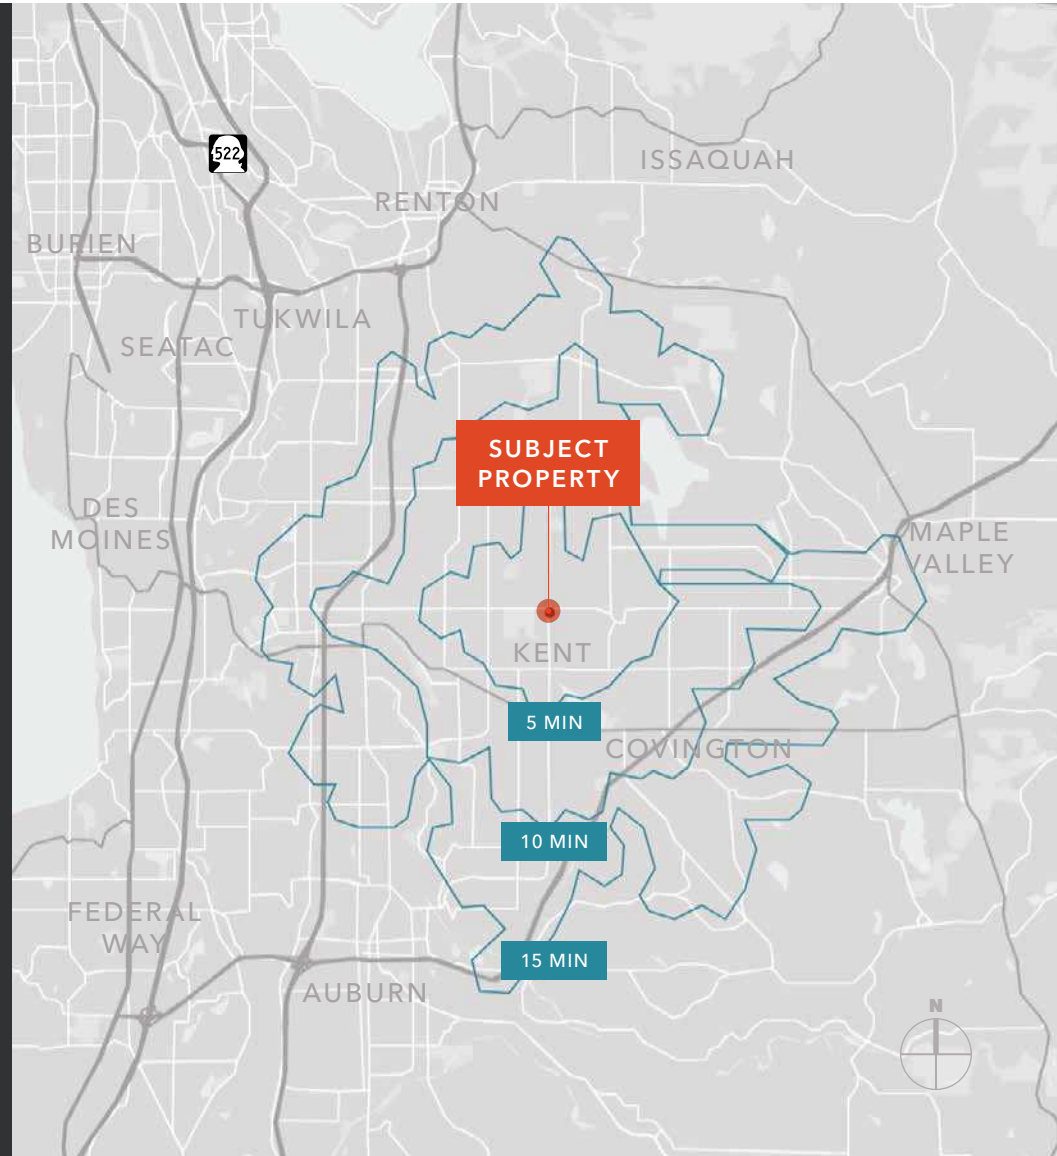 522
ISSAQUAH
RENTON
BURIEN
TUKWILA
SEATAC
SUBJECT
PROPERTY
DES
MOINES
MAPLE
VALLEY
KENT
5 MIN
COVINGTON
10 MIN
FEDERAL
WAY
15 MIN
AUBURN
N